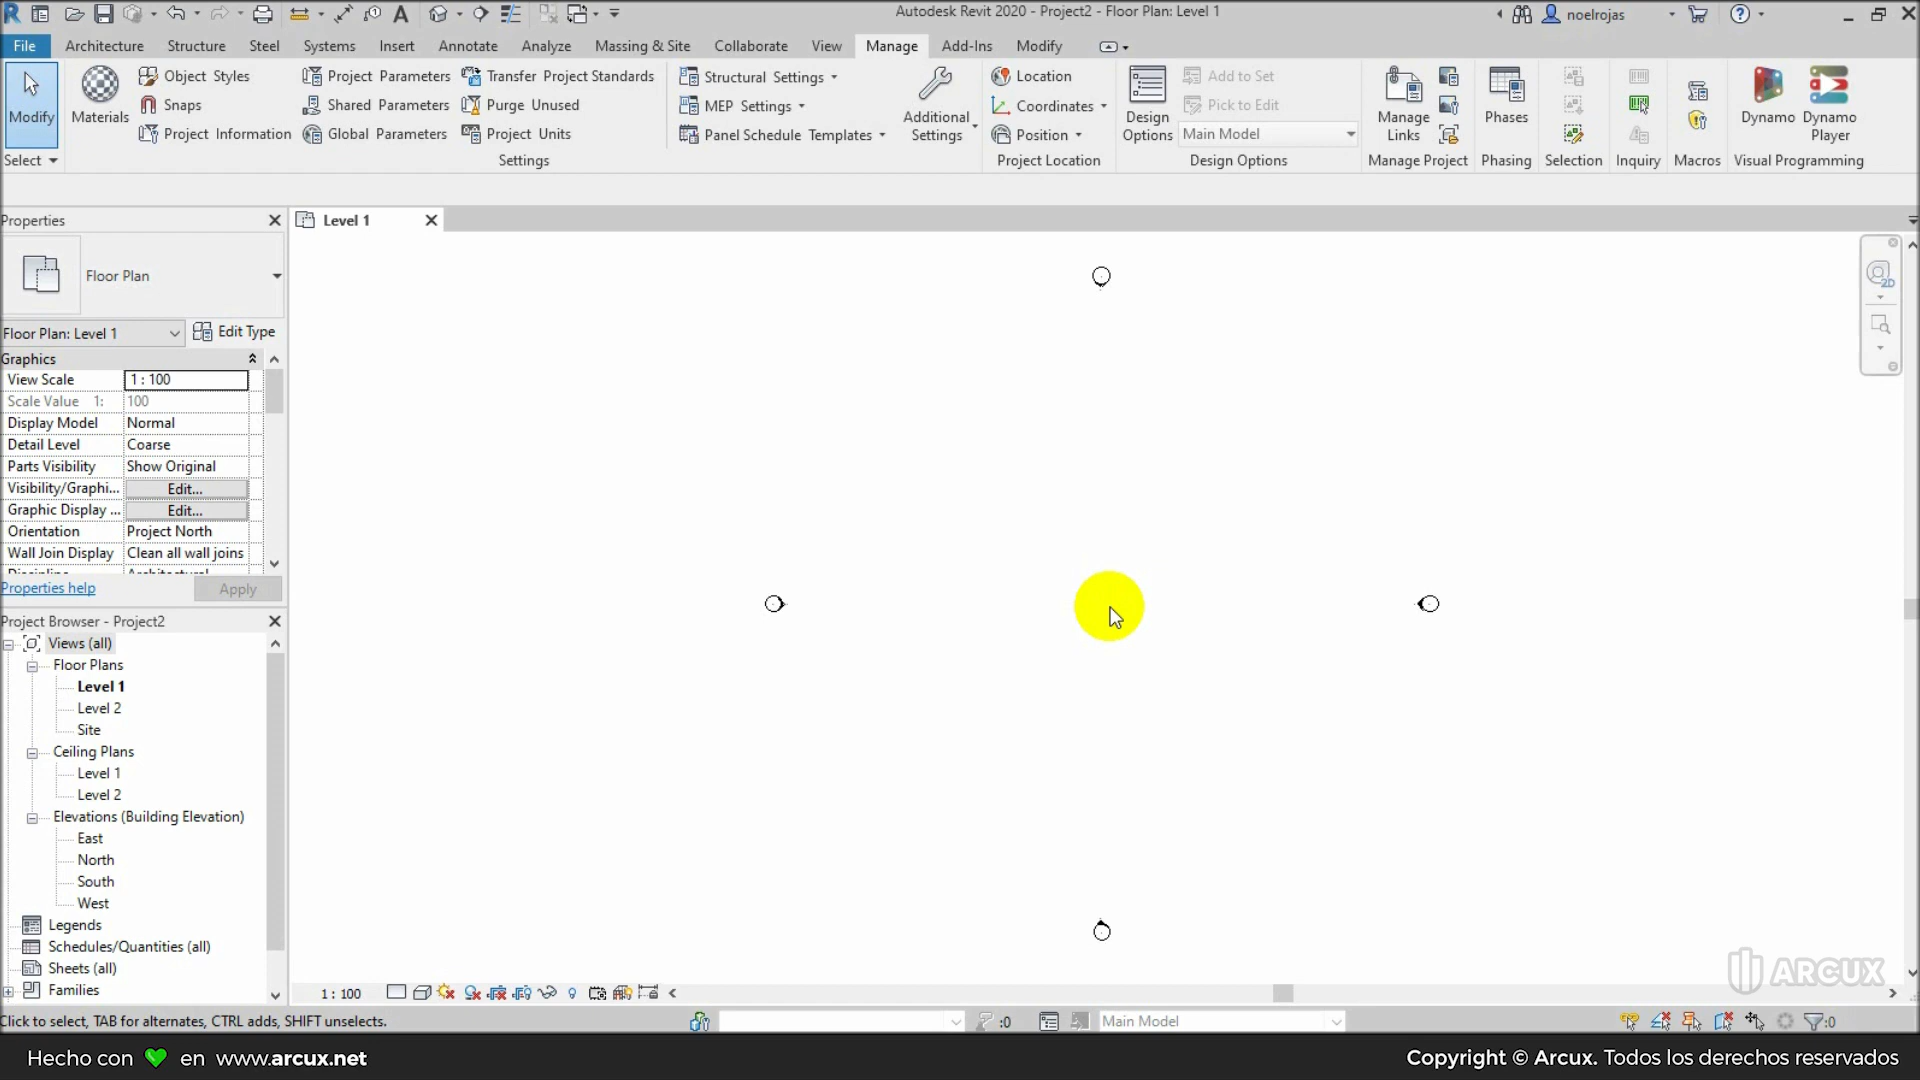 Autodesk Revit 2020 - Project2 - Floor Plan: Level 1
noelrojas
File Architecture Structure Steel Systems Insert Annotate Analyze Massing & Site Collaborate View Manage Add-Ins Modify
Modify
Select
Materials
Object Styles
Snaps
Project Information
Project Parameters
Shared Parameters
Global Parameters
Transfer Project Standards
Purge Unused
Project Units
Settings
Structural Settings
MEP Settings
Panel Schedule Templates
Additional
Settings
Location
Coordinates
Position
Project Location
Design
Options
Add to Set
Pick to Edit
Main Model
Design Options
Manage
Links
Manage Project
Phases
Phasing
Selection
Inquiry
Macros
Dynamo
Dynamo
Player
Visual Programming
Properties
Level 1
Floor Plan
Floor Plan: Level 1
Edit Type
Graphics
View Scale 1 : 100
Scale Value 1: 100
Display Model Normal
Detail Level Coarse
Parts Visibility Show Original
Visibility/Graphi... Edit...
Graphic Display ... Edit...
Orientation Project North
Wall Join Display Clean all wall joins
Discipline Architectural
Properties help
Apply
2D
Project Browser - Project2
Views (all)
Floor Plans
Level 1
Level 2
Site
Ceiling Plans
Level 1
Level 2
Elevations (Building Elevation)
East
North
South
West
Legends
Schedules/Quantities (all)
Sheets (all)
Families
1 : 100
ARCUX
Click to select, TAB for alternates, CTRL adds, SHIFT unselects.
:0
Main Model
:0
Hecho con en www.arcux.net
Copyright © Arcux. Todos los derechos reservados